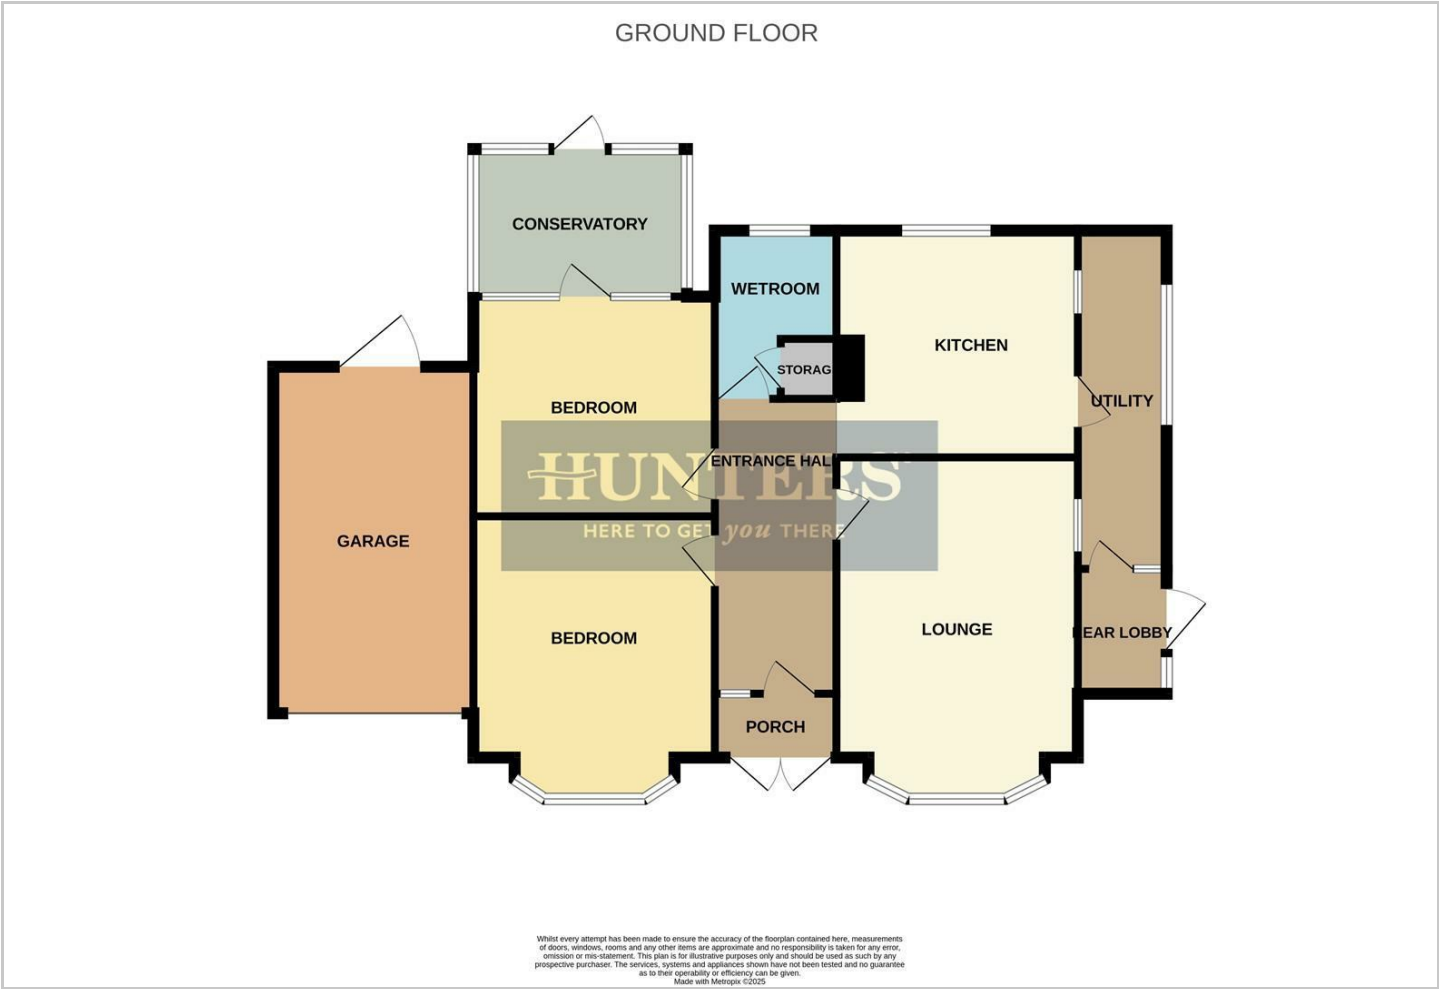 GROUND FLOOR
CONSERVATORY
WETROOM
KITCHEN
STORAG
UTILITY
BEDROOM
ENTRANCE HAL
HUNTERS
HERE TO GET you THERE
GARAGE
LOUNGE
BEDROOM
REAR LOBBY
PORCH
Whilst every attempt has been made to ensure the accuracy of the floorplan contained here, measurements
of doors, windows, rooms and any other items are approximate and no responsibility is taken for any error,
omission or mis-statement. This plan is for illustrative purposes only and should be used as such by any
prospective purchaser. The services, systems and appliances shown have not been tested and no guarantee
as to their operability or efficiency can be given.
Made with Metropix ©2025